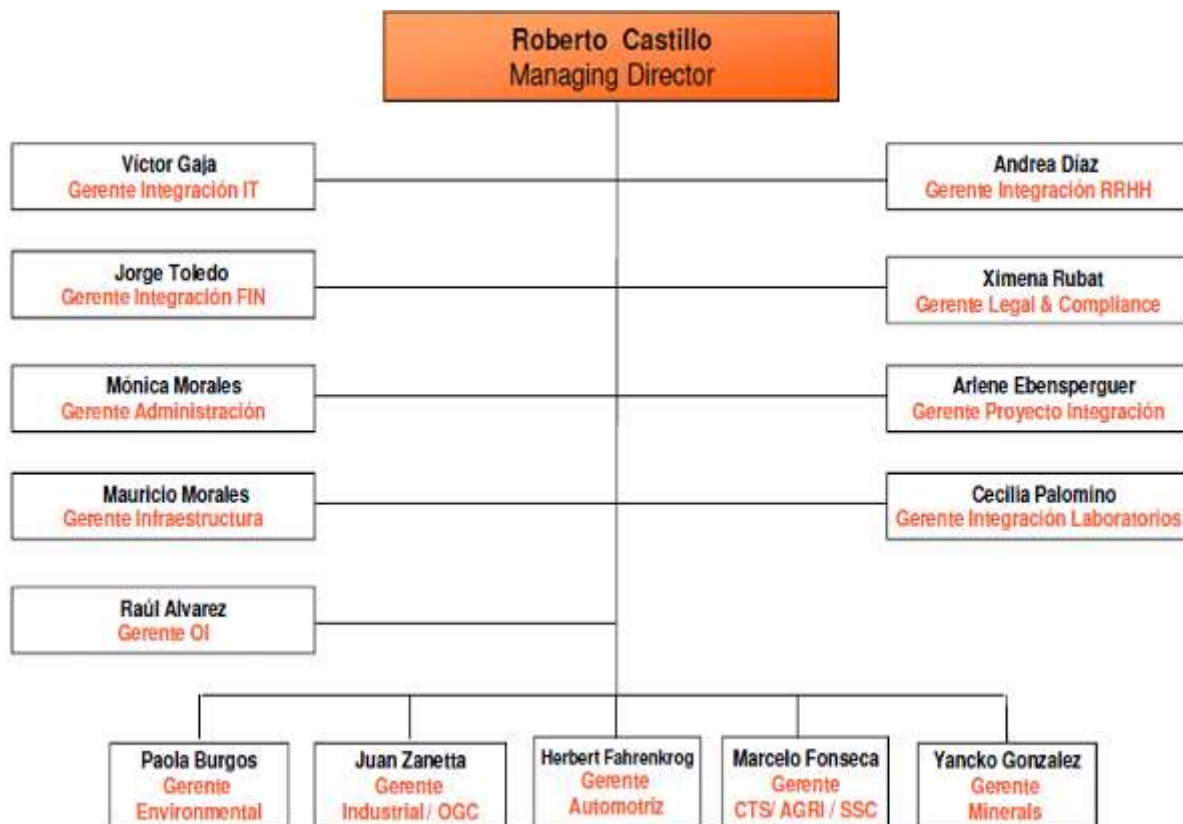 Roberto Castillo
Managing Director
Víctor Gaja
Gerente Integración IT
Andrea Díaz
Gerente Integración RRHH
Jorge Toledo
Gerente Integración FIN
Ximena Rubat
Gerente Legal & Compliance
Mónica Morales
Gerente Administración
Arlene Ebensperguer
Gerente Proyecto Integración
Mauricio Morales
Gerente Infraestructura
Cecilia Palomino
Gerente Integración Laboratorios
Raúl Alvarez
Gerente OI
Paola Burgos
Gerente
Environmental
Juan Zanetta
Gerente
Industrial / OGC
Herbert Fahrenkrog
Gerente
Automotriz
Marcelo Fonseca
Gerente
CTS/ AGRI / SSC
Yancko Gonzalez
Gerente
Minerals